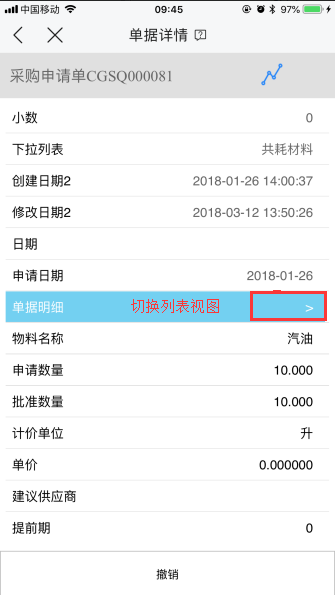 中国移动 09:45 97%
单据详情
采购申请单CGSQ000081
小数 0
下拉列表 共耗材料
创建日期2 2018-01-26 14:00:37
修改日期2 2018-03-12 13:50:26
日期
申请日期 2018-01-26
单据明细 切换列表视图 >
物料名称 汽油
申请数量 10.000
批准数量 10.000
计价单位 升
单价 0.000000
建议供应商
提前期 0
撤销